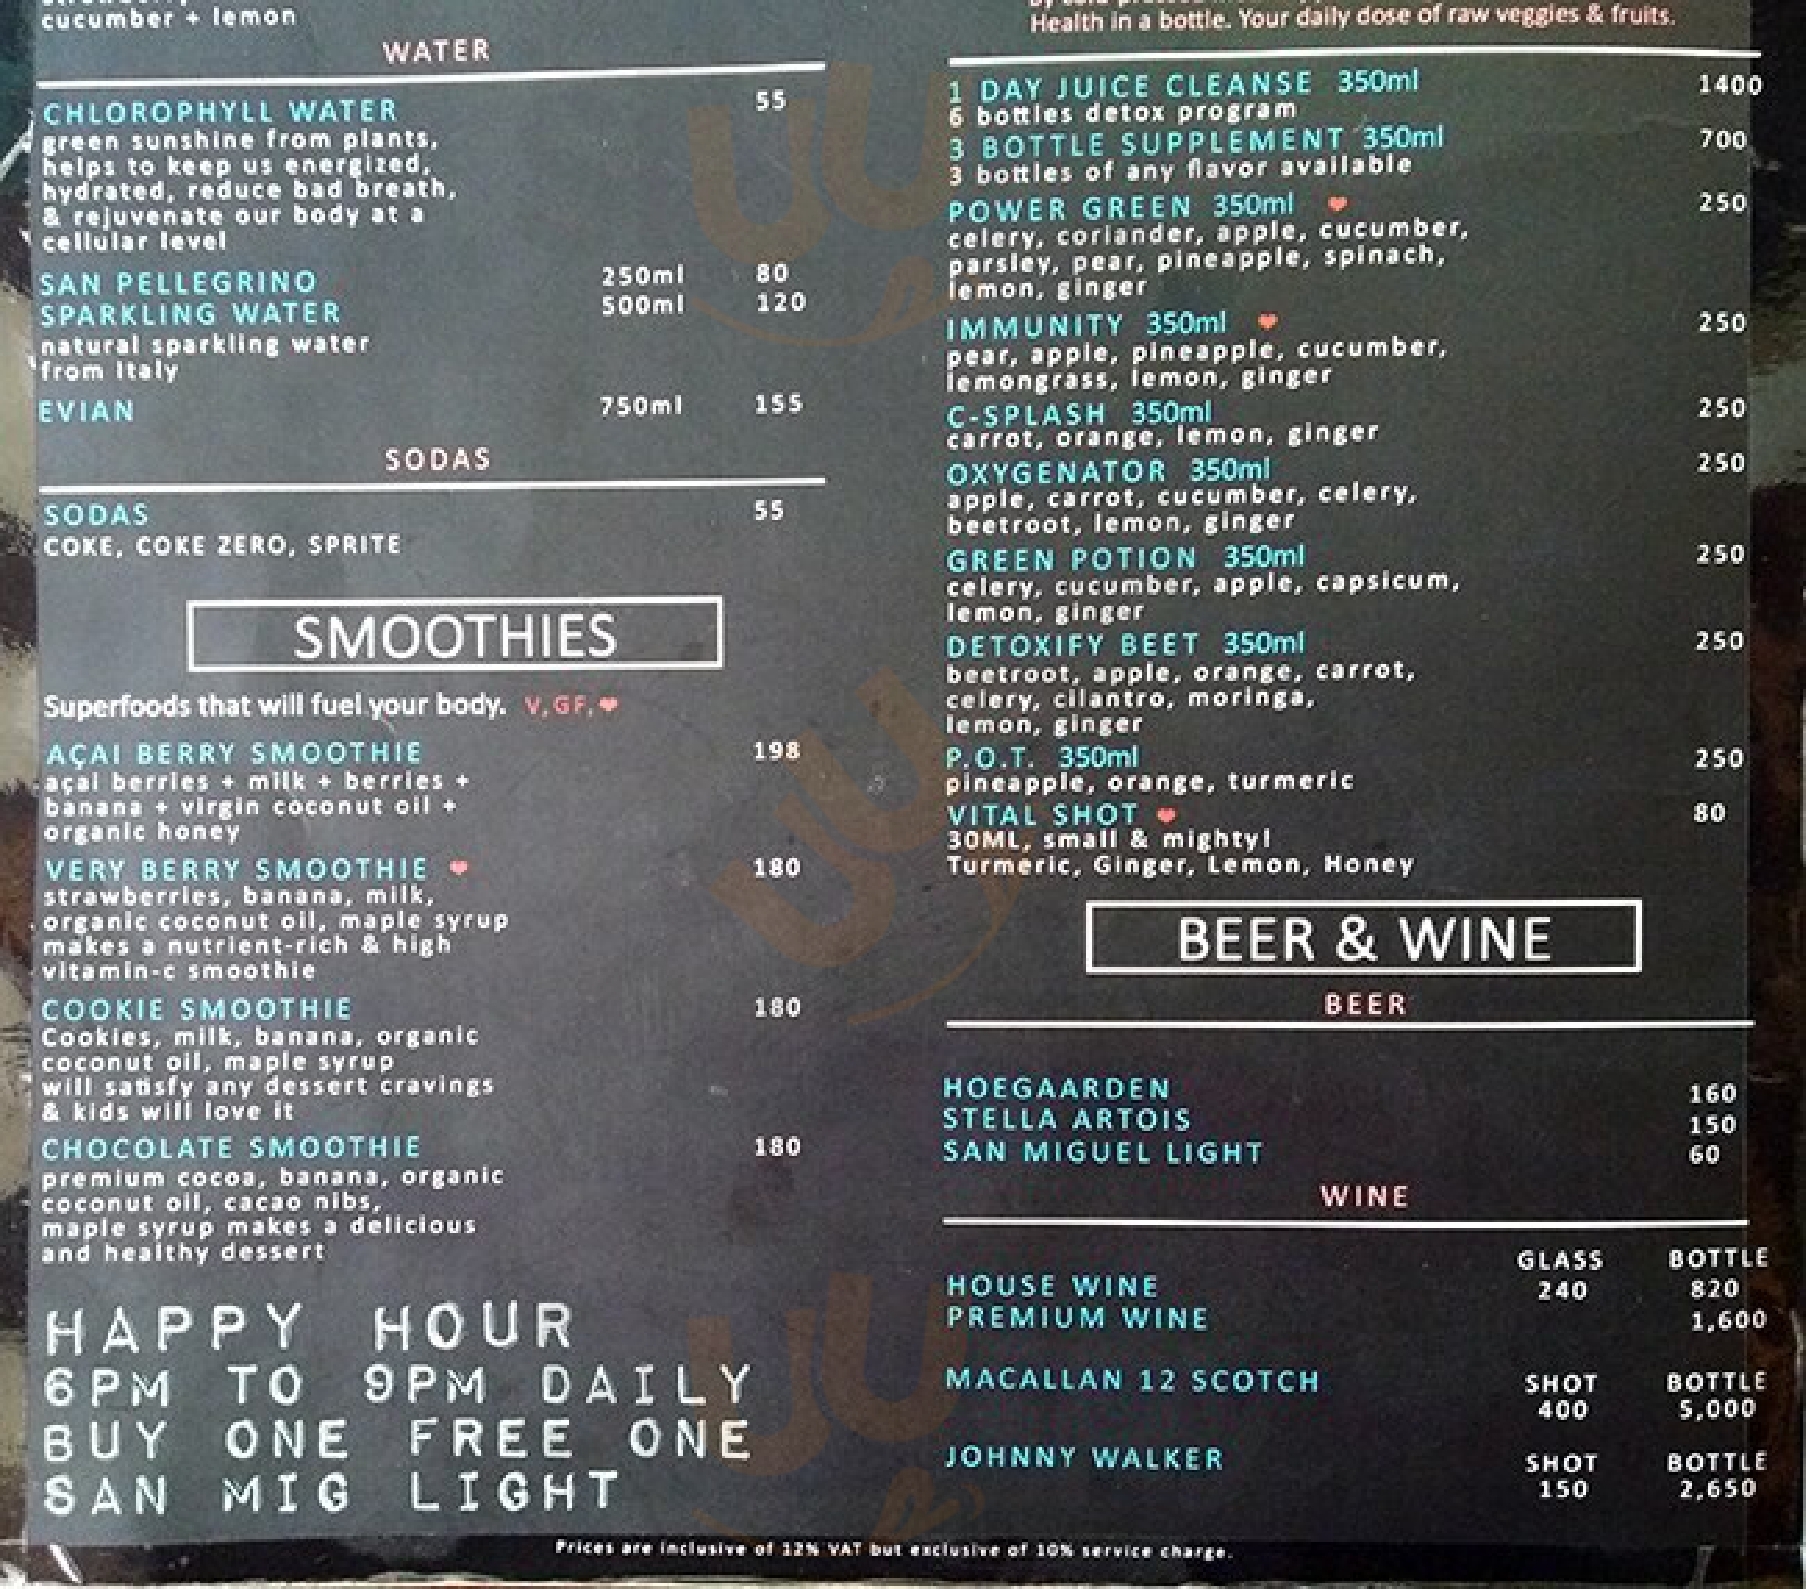 cucumber + lemon
WATER
CHLOROPHYLL WATER 55
green sunshine from plants,
helps to keep us energized,
hydrated, reduce bad breath,
& rejuvenate our body at a
cellular level
SAN PELLEGRINO 250ml 80
SPARKLING WATER 500ml 120
natural sparkling water
from Italy
EVIAN 750ml 155
SODAS
SODAS 55
COKE, COKE ZERO, SPRITE
SMOOTHIES
Superfoods that will fuel your body. V, GF, ❤
AÇAI BERRY SMOOTHIE 198
açai berries + milk + berries +
banana + virgin coconut oil +
organic honey
VERY BERRY SMOOTHIE ❤ 180
strawberries, banana, milk,
organic coconut oil, maple syrup
makes a nutrient-rich & high
vitamin-c smoothie
COOKIE SMOOTHIE 180
Cookies, milk, banana, organic
coconut oil, maple syrup
will satisfy any dessert cravings
& kids will love it
CHOCOLATE SMOOTHIE 180
premium cocoa, banana, organic
coconut oil, cacao nibs,
maple syrup makes a delicious
and healthy dessert
HAPPY HOUR
6PM TO 9PM DAILY
BUY ONE FREE ONE
SAN MIG LIGHT
Health in a bottle. Your daily dose of raw veggies & fruits.
1 DAY JUICE CLEANSE 350ml 1400
6 bottles detox program
3 BOTTLE SUPPLEMENT 350ml 700
3 bottles of any flavor available
POWER GREEN 350ml ❤ 250
celery, coriander, apple, cucumber,
parsley, pear, pineapple, spinach,
lemon, ginger
IMMUNITY 350ml ❤ 250
pear, apple, pineapple, cucumber,
lemongrass, lemon, ginger
C-SPLASH 350ml 250
carrot, orange, lemon, ginger
OXYGENATOR 350ml 250
apple, carrot, cucumber, celery,
beetroot, lemon, ginger
GREEN POTION 350ml 250
celery, cucumber, apple, capsicum,
lemon, ginger
DETOXIFY BEET 350ml 250
beetroot, apple, orange, carrot,
celery, cilantro, moringa,
lemon, ginger
P.O.T. 350ml 250
pineapple, orange, turmeric
VITAL SHOT ❤ 80
30ML, small & mighty!
Turmeric, Ginger, Lemon, Honey
BEER & WINE
BEER
HOEGAARDEN 160
STELLA ARTOIS 150
SAN MIGUEL LIGHT 60
WINE
GLASS BOTTLE
HOUSE WINE 240 820
PREMIUM WINE 1,600
MACALLAN 12 SCOTCH SHOT BOTTLE
400 5,000
JOHNNY WALKER SHOT BOTTLE
150 2,650
Prices are inclusive of 12% VAT but exclusive of 10% service charge.